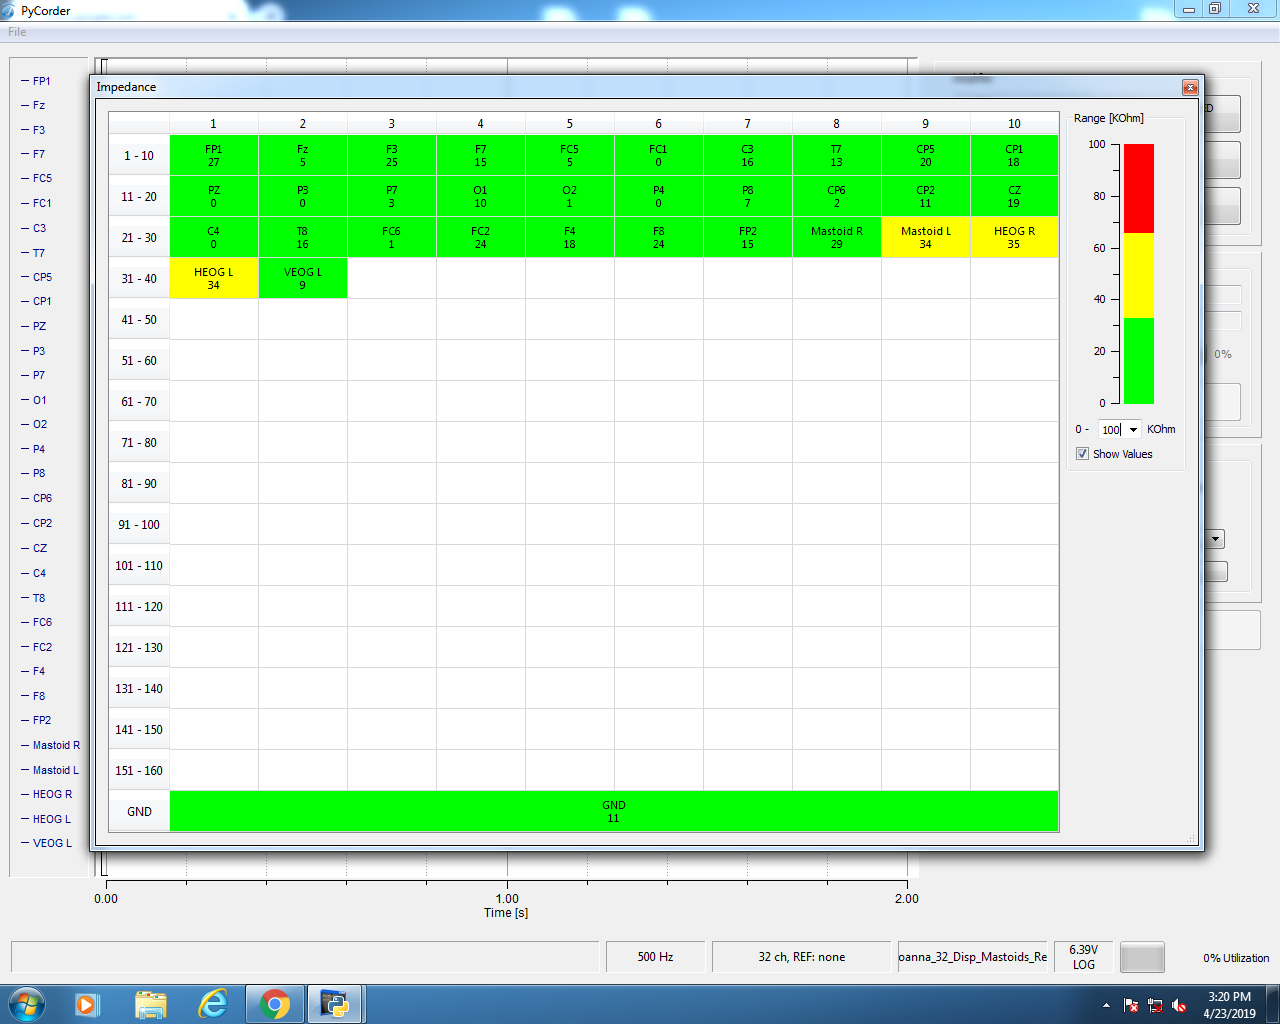 PyCorder
File
Impedance
1 2 3 4 5 6 7 8 9 10
1 - 10 FP1 Fz F3 F7 FC5 FC1 C3 T7 CP5 CP1
27 5 25 15 5 0 16 13 20 18
11 - 20 PZ P3 P7 O1 O2 P4 P8 CP6 CP2 CZ
0 0 3 10 1 0 7 2 11 19
21 - 30 C4 T8 FC6 FC2 F4 F8 FP2 Mastoid R Mastoid L HEOG R
0 16 1 24 18 24 15 29 34 35
31 - 40 HEOG L VEOG L
34 9
41 - 50
51 - 60
61 - 70
71 - 80
81 - 90
91 - 100
101 - 110
111 - 120
121 - 130
131 - 140
141 - 150
151 - 160
GND GND
11
Range [KOhm]
100
80
60
40
20
0
0 - 100 KOhm
Show Values
0%
FP1
Fz
F3
F7
FC5
FC1
C3
T7
CP5
CP1
PZ
P3
P7
O1
O2
P4
P8
CP6
CP2
CZ
C4
T8
FC6
FC2
F4
F8
FP2
Mastoid R
Mastoid L
HEOG R
HEOG L
VEOG L
0.00 1.00 2.00
Time [s]
500 Hz
32 ch, REF: none
oanna_32_Disp_Mastoids_Re
6.39V
LOG
0% Utilization
3:20 PM
4/23/2019